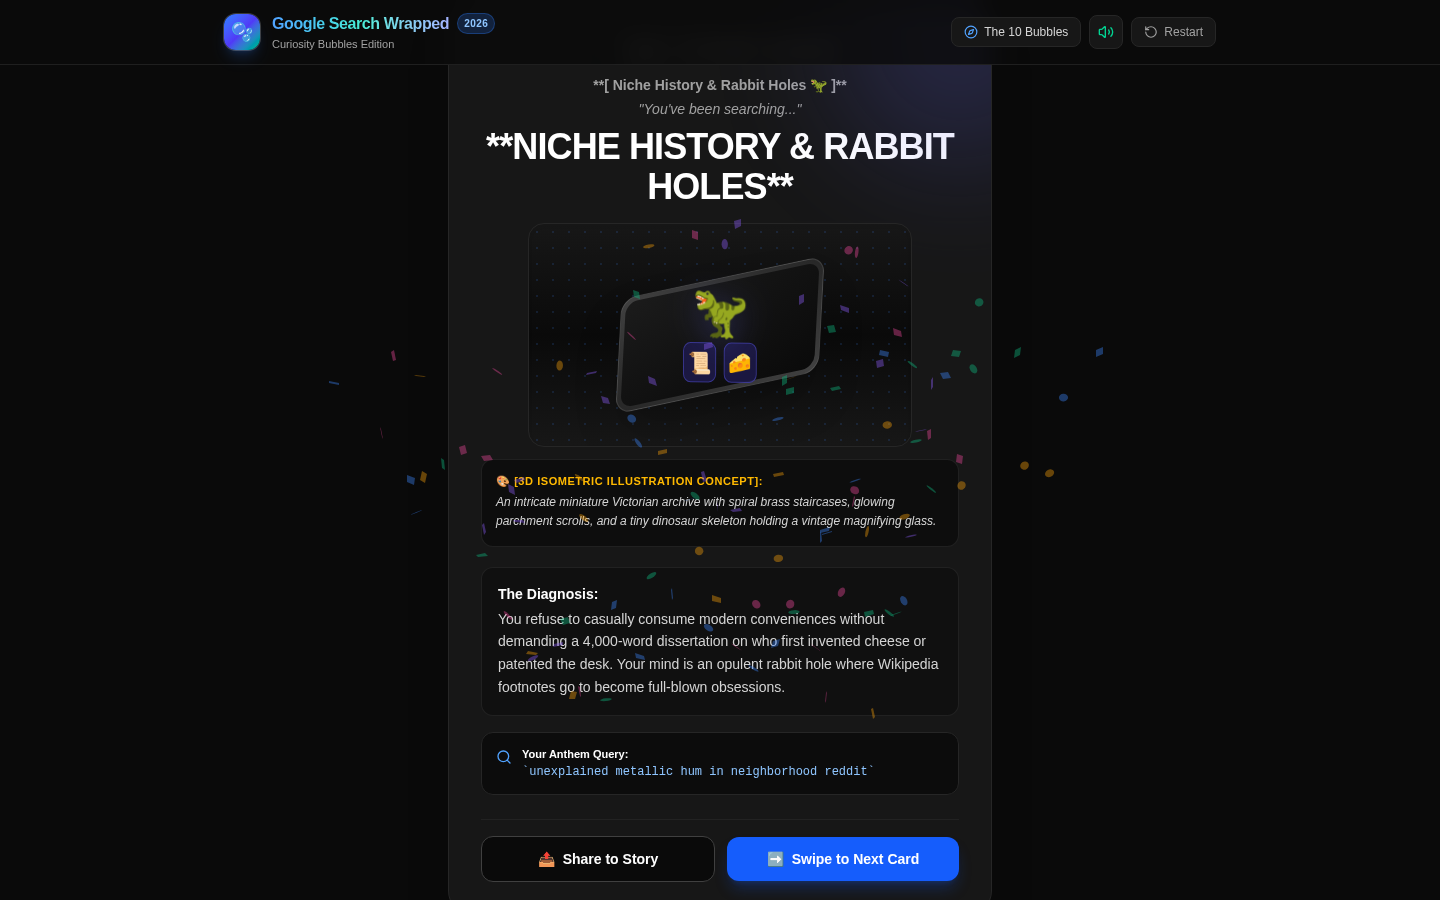 Google Search Wrapped 2026
Curiosity Bubbles Edition
The 10 Bubbles
Restart
**[ Niche History & Rabbit Holes 🦖 ]**
"You've been searching..."
**NICHE HISTORY & RABBIT
HOLES**
🎨 [3D ISOMETRIC ILLUSTRATION CONCEPT]:
An intricate miniature Victorian archive with spiral brass staircases, glowing
parchment scrolls, and a tiny dinosaur skeleton holding a vintage magnifying glass.
The Diagnosis:
You refuse to casually consume modern conveniences without
demanding a 4,000-word dissertation on who first invented cheese or
patented the desk. Your mind is an opulent rabbit hole where Wikipedia
footnotes go to become full-blown obsessions.
Your Anthem Query:
`unexplained metallic hum in neighborhood reddit`
📤 Share to Story
➡️ Swipe to Next Card